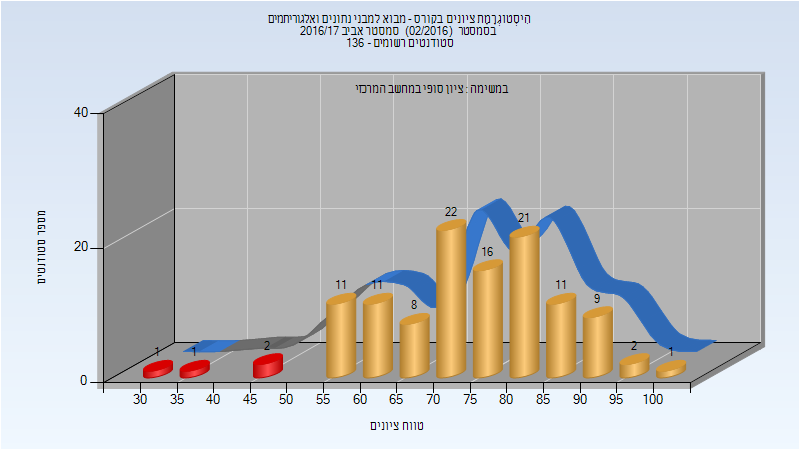 הִיסְטוֹגְרָמַת ציונים בקורס - מבוא למבני נתונים ואלגוריתמים
בסמסטר (02/2016) סמסטר אביב 2016/17
סטודנטים רשומים - 136
במשימה : ציון סופי במחשב המרכזי
מספר סטודנטים
40
20
0
1
1
2
11
11
8
22
16
21
11
9
2
1
30 35 40 45 50 55 60 65 70 75 80 85 90 95 100
טווח ציונים